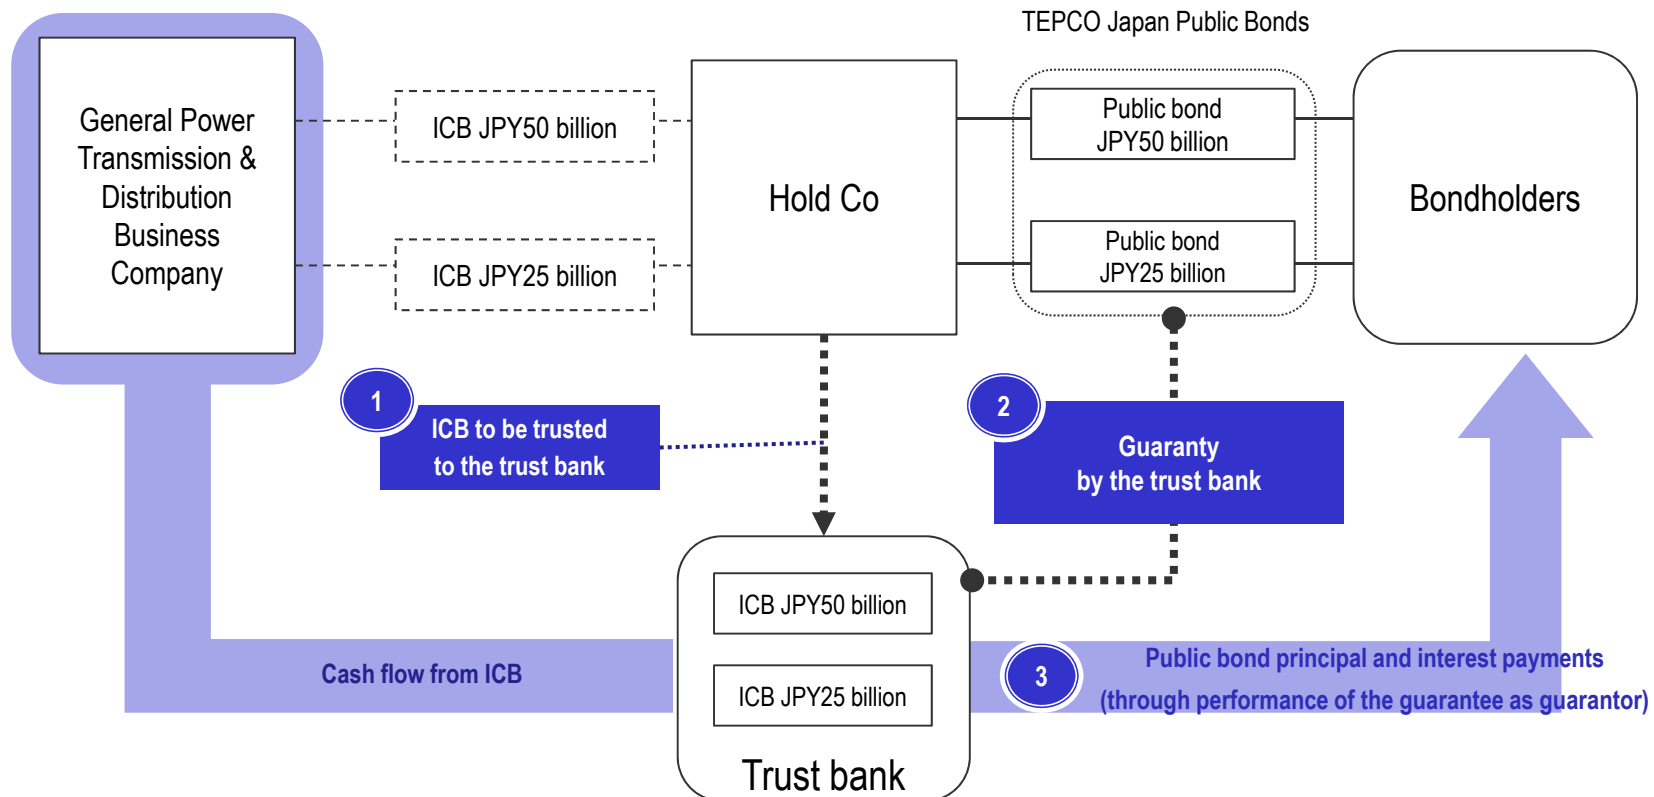 TEPCO Japan Public Bonds
General Power
Transmission &
Distribution
Business
Company
ICB JPY50 billion
ICB JPY25 billion
Hold Co
Public bond
JPY50 billion
Public bond
JPY25 billion
Bondholders
1
ICB to be trusted
to the trust bank
2
Guaranty
by the trust bank
ICB JPY50 billion
ICB JPY25 billion
Trust bank
Cash flow from ICB
3
Public bond principal and interest payments
(through performance of the guarantee as guarantor)